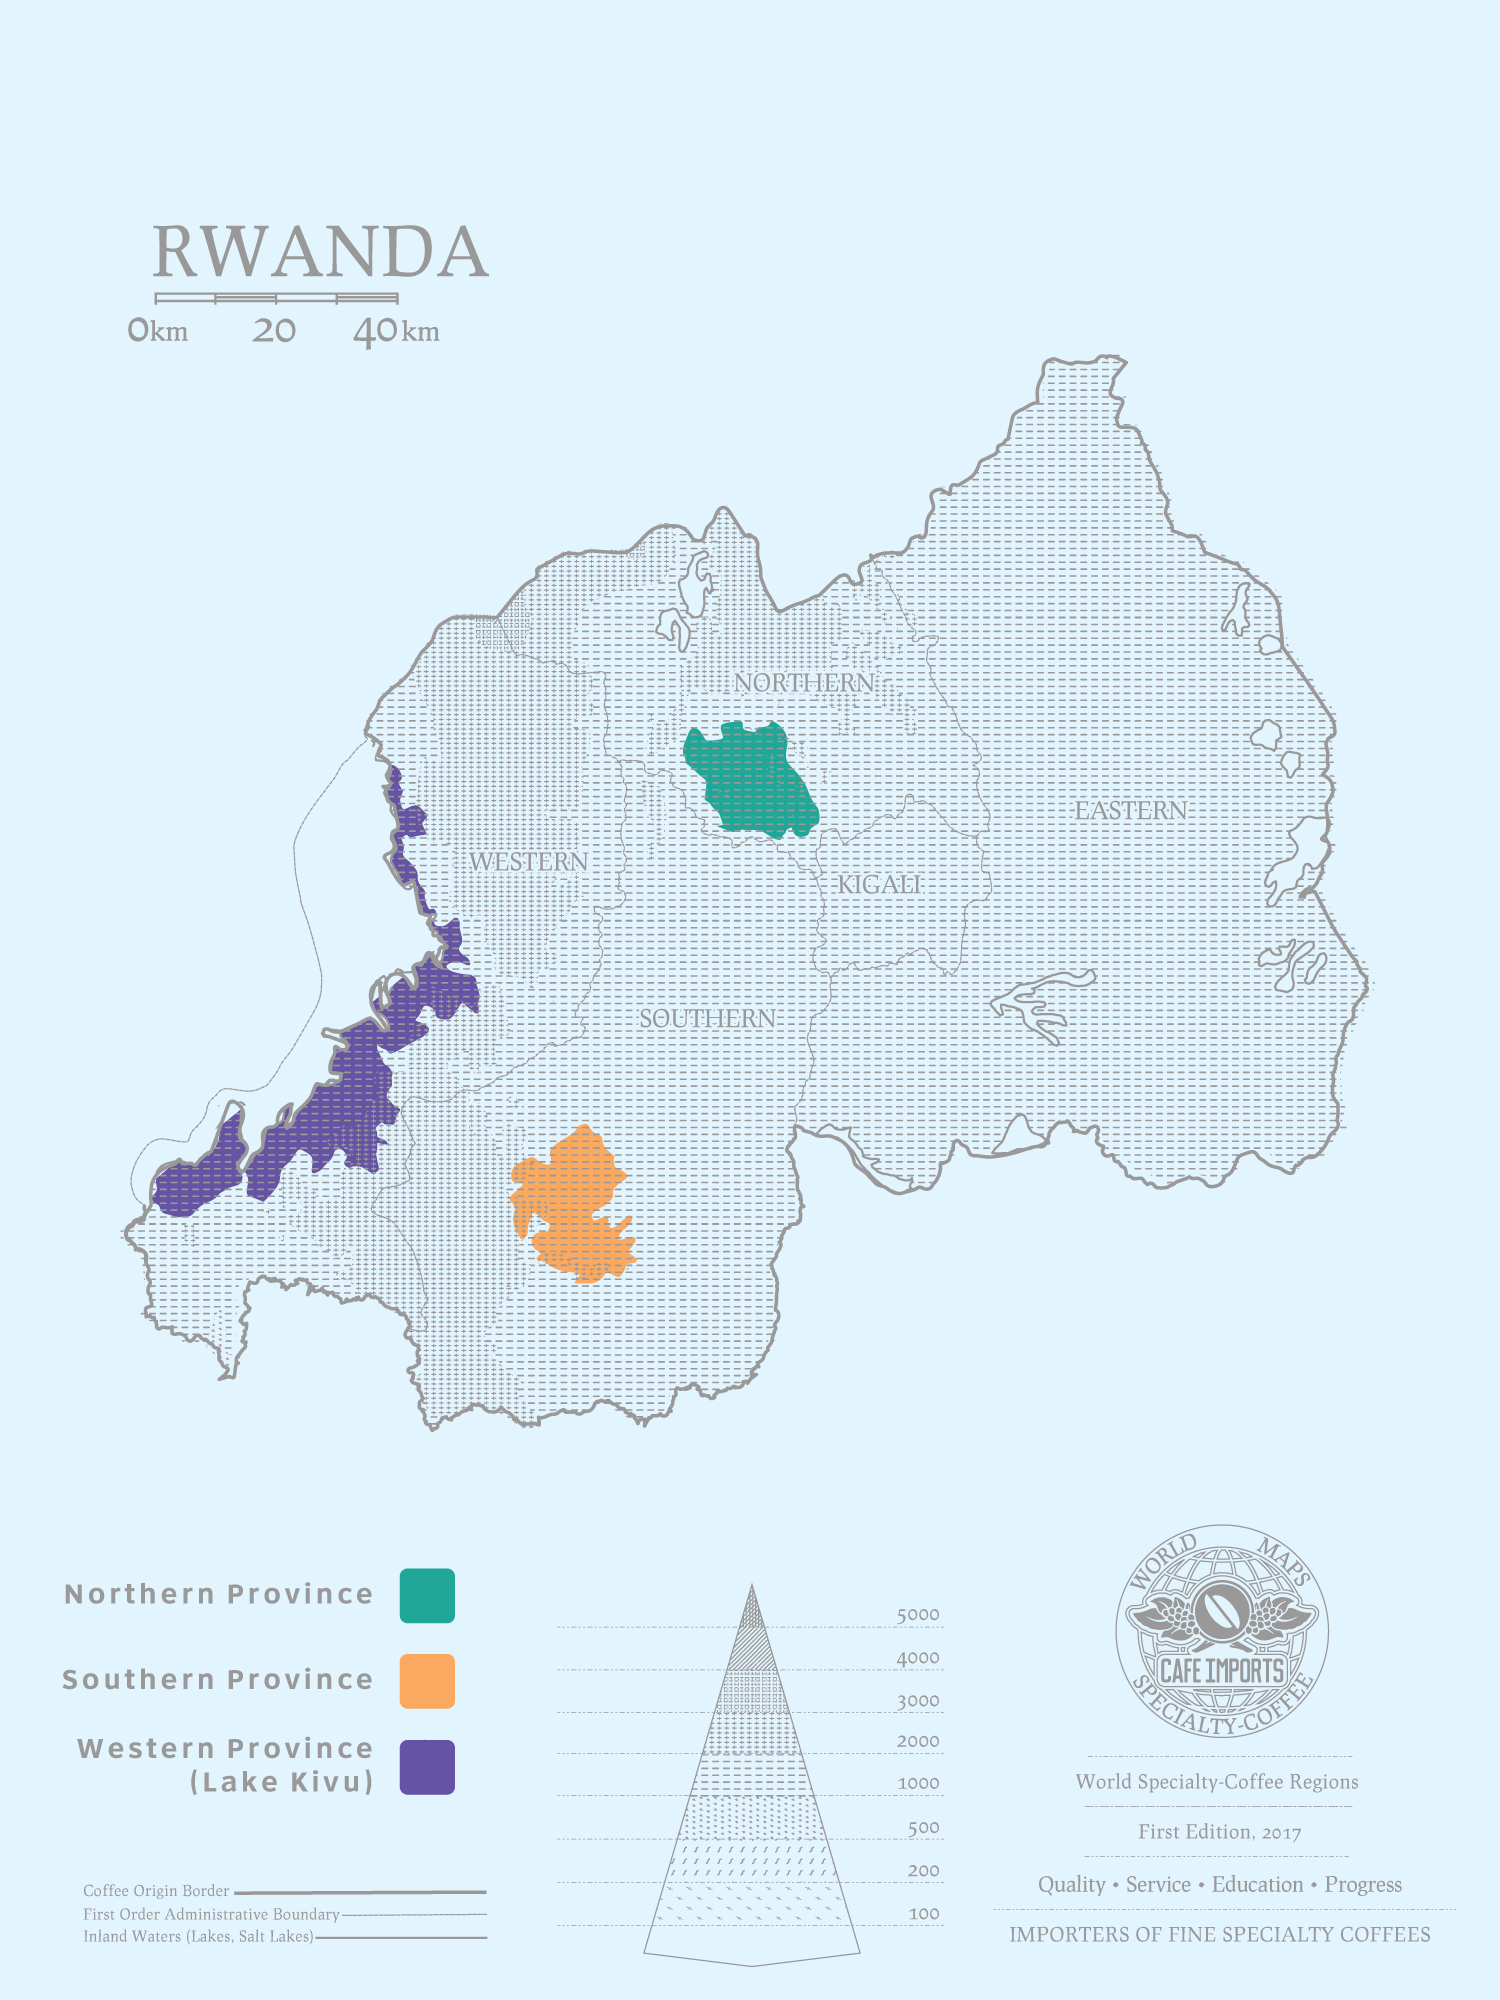 RWANDA
0km 20 40km
NORTHERN
EASTERN
WESTERN
KIGALI
SOUTHERN
Northern Province
Southern Province
Western Province
(Lake Kivu)
Coffee Origin Border
First Order Administrative Boundary
Inland Waters (Lakes, Salt Lakes)
5000
4000
3000
2000
1000
500
200
100
WORLD MAPS
CAFE IMPORTS
SPECIALTY-COFFEE
World Specialty-Coffee Regions
First Edition, 2017
Quality • Service • Education • Progress
IMPORTERS OF FINE SPECIALTY COFFEES